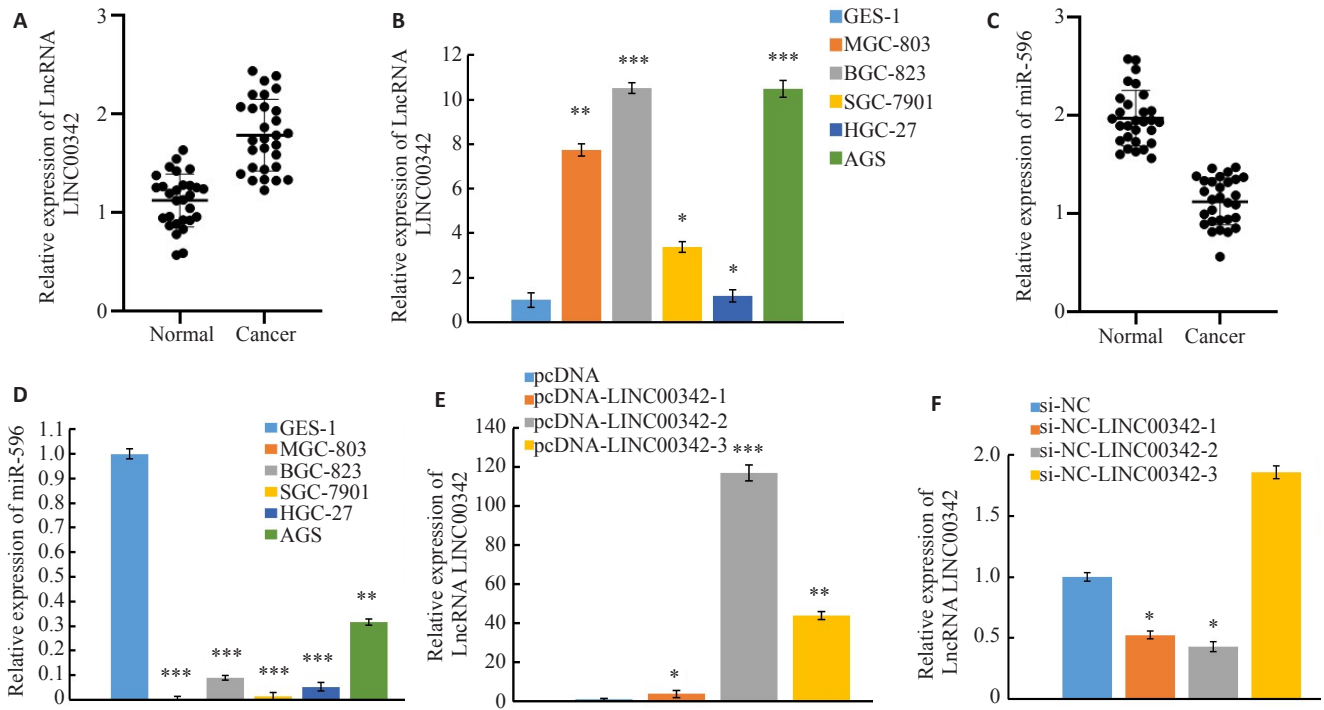 A
Relative expression of LncRNA
LINC00342
3
2
1
0
Normal
Cancer
B
Relative expression of LncRNA
LINC00342
12
10
8
6
4
2
0
**
***
*
*
***
GES-1
MGC-803
BGC-823
SGC-7901
HGC-27
AGS
C
Relative expression of miR-596
3
2
1
0
Normal
Cancer
D
Relative expression of miR-596
1.1
1.0
0.9
0.8
0.7
0.6
0.5
0.4
0.3
0.2
0.1
0
***
***
***
***
**
GES-1
MGC-803
BGC-823
SGC-7901
HGC-27
AGS
E
Relative expression of
LncRNA LINC00342
140
120
100
80
60
40
20
0
pcDNA
pcDNA-LINC00342-1
pcDNA-LINC00342-2
pcDNA-LINC00342-3
*
***
**
F
Relative expression of
LncRNA LINC00342
2.0
1.5
1.0
0.5
0
si-NC
si-NC-LINC00342-1
si-NC-LINC00342-2
si-NC-LINC00342-3
*
*